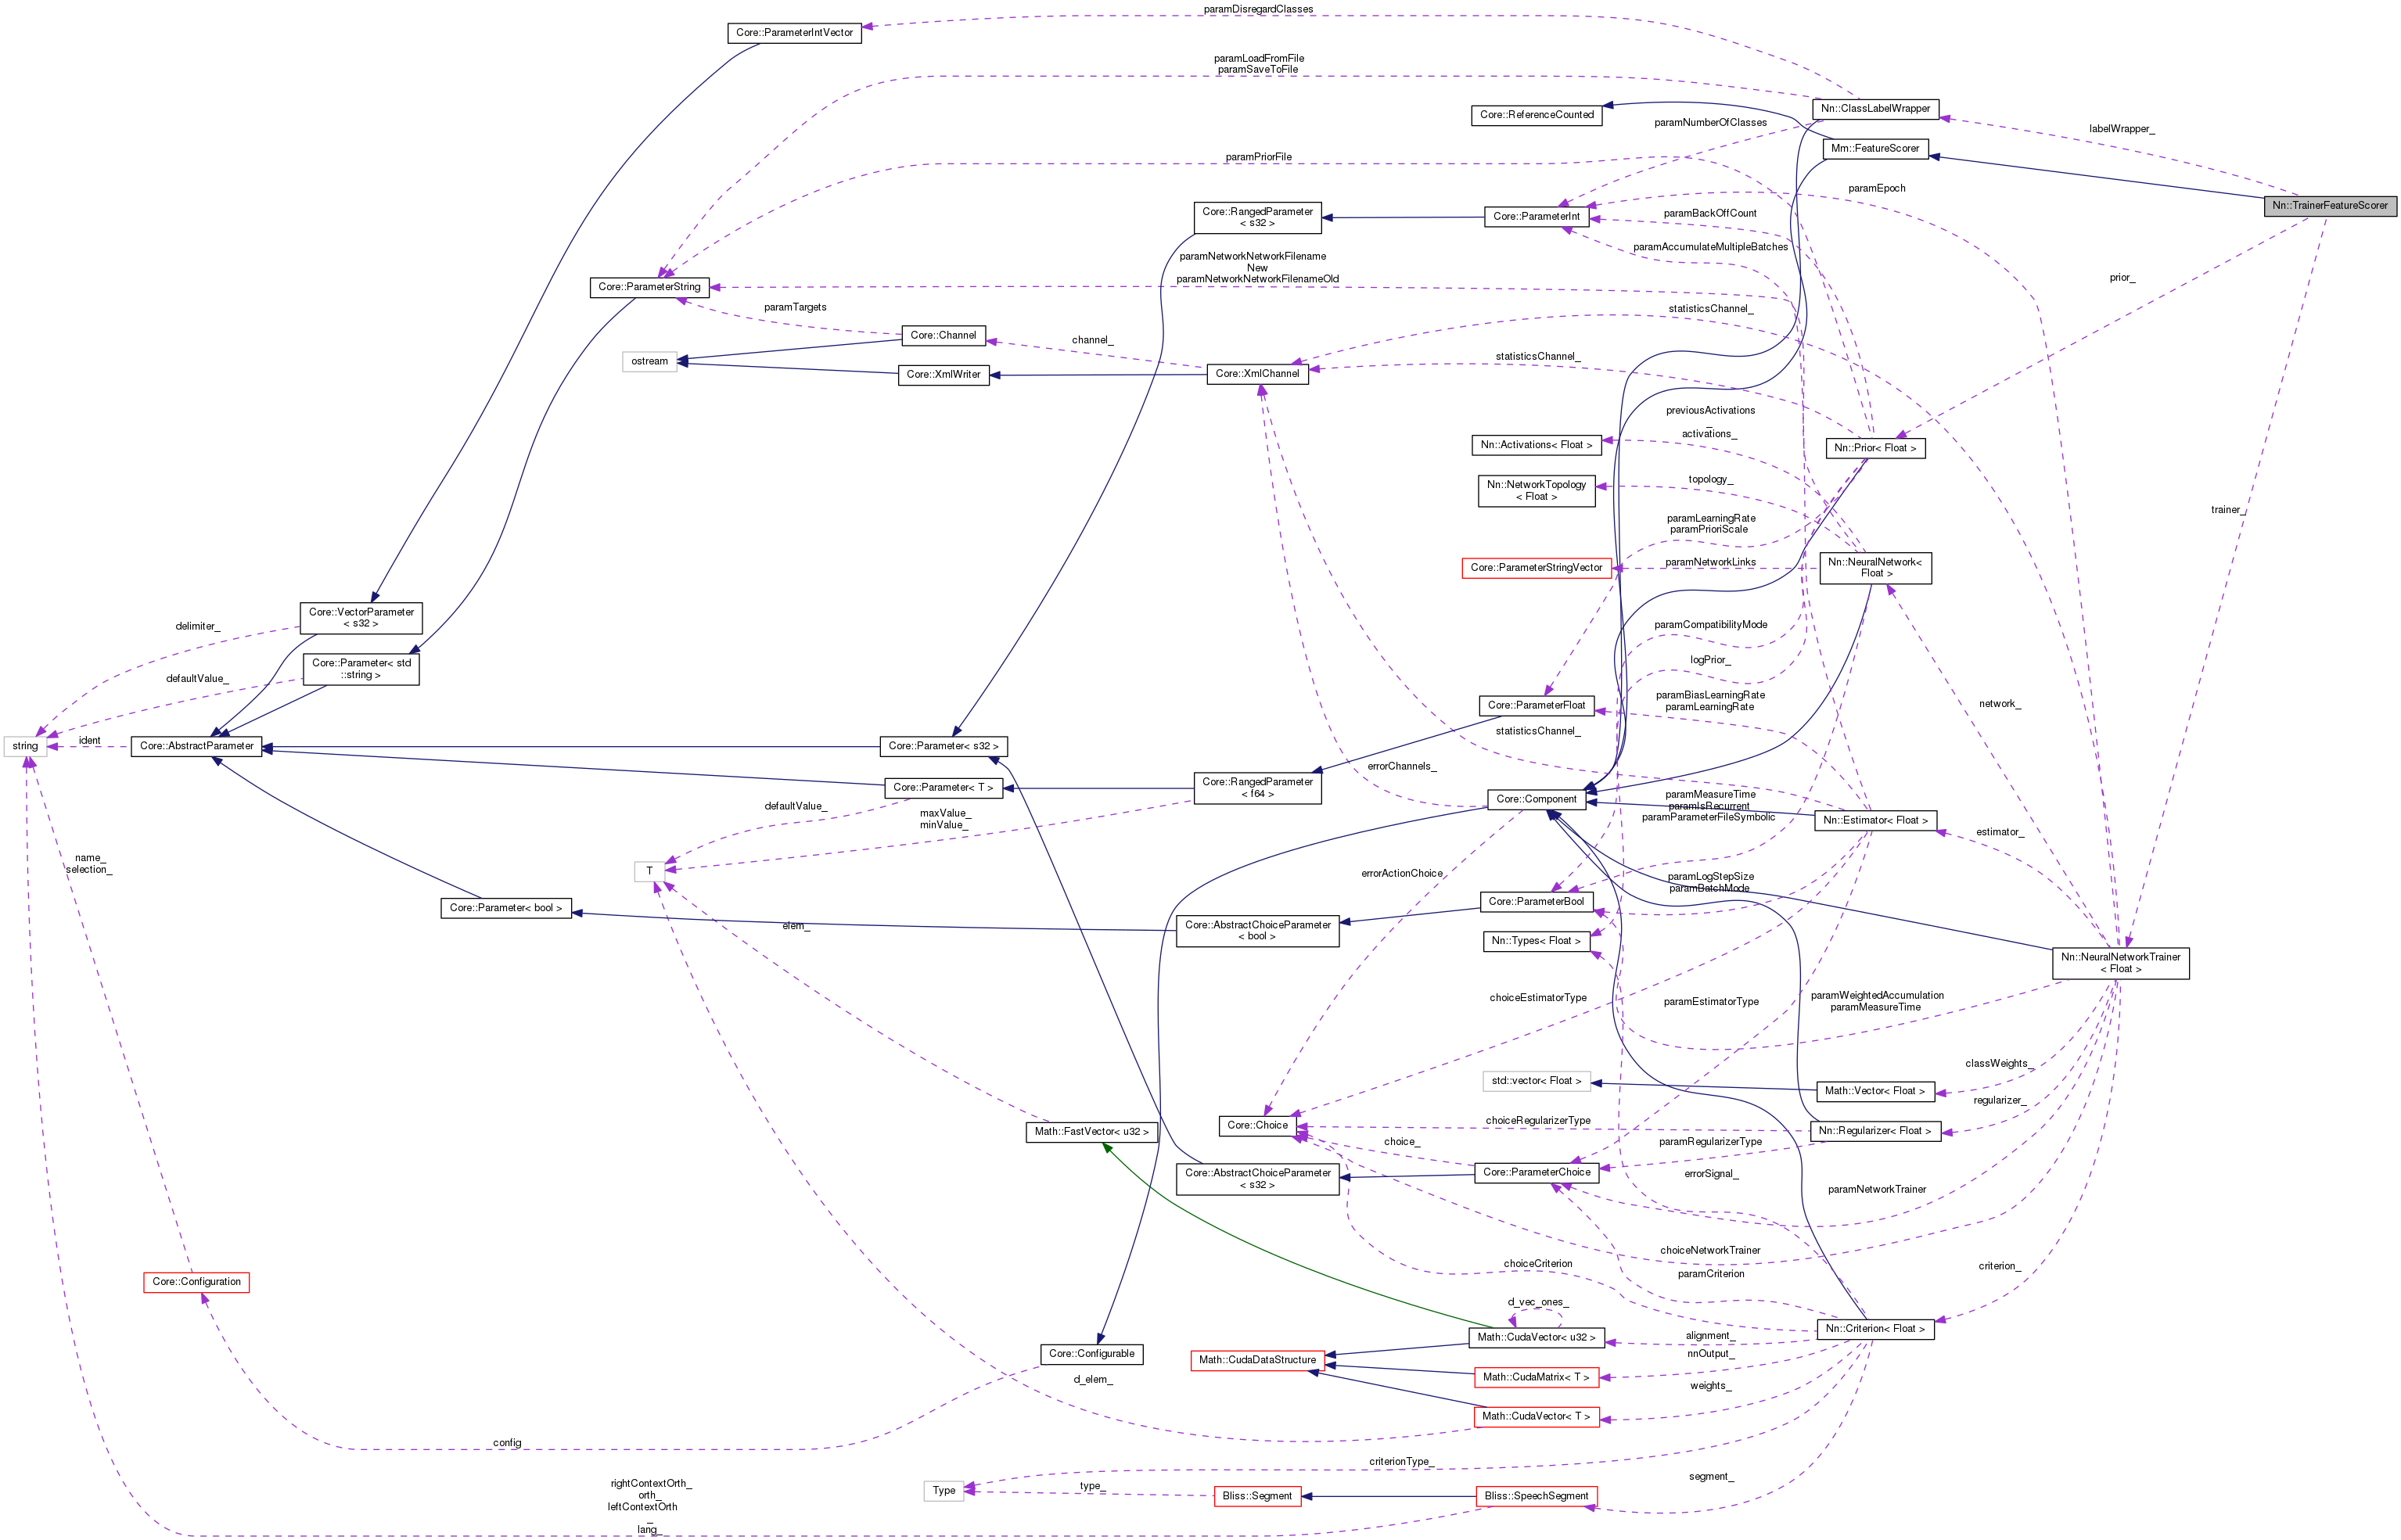 paramDisregardClasses
Core::ParameterIntVector
paramLoadFromFile
paramSaveToFile
Core::ReferenceCounted
Nn::ClassLabelWrapper
paramNumberOfClasses
labelWrapper_
Mm::FeatureScorer
paramPriorFile
paramEpoch
Nn::TrainerFeatureScorer
Core::RangedParameter
< s32 >
Core::ParameterInt
paramBackOffCount
paramAccumulateMultipleBatches
paramNetworkNetworkFilename
New
paramNetworkNetworkFilenameOld
prior_
Core::ParameterString
paramTargets
statisticsChannel_
Core::Channel
channel_
ostream
Core::XmlWriter
Core::XmlChannel
statisticsChannel_
previousActivations
_
activations_
Nn::Activations< Float >
Nn::Prior< Float >
Nn::NetworkTopology
< Float >
topology_
trainer_
paramLearningRate
paramPrioriScale
Core::ParameterStringVector
paramNetworkLinks
Nn::NeuralNetwork<
Float >
Core::VectorParameter
< s32 >
delimiter_
paramCompatibilityMode
Core::Parameter< std
::string >
defaultValue_
logPrior_
paramBiasLearningRate
paramLearningRate
Core::ParameterFloat
network_
statisticsChannel_
string
ident
Core::AbstractParameter
Core::Parameter< s32 >
errorChannels_
Core::Parameter< T >
Core::RangedParameter
< f64 >
defaultValue_
maxValue_
minValue_
Core::Component
paramMeasureTime
paramIsRecurrent
paramParameterFileSymbolic
Nn::Estimator< Float >
estimator_
name_
selection_
T
errorActionChoice
paramLogStepSize
paramBatchMode
Core::Parameter< bool >
Core::ParameterBool
elem_
Core::AbstractChoiceParameter
< bool >
Nn::Types< Float >
Nn::NeuralNetworkTrainer
< Float >
choiceEstimatorType
paramEstimatorType
paramWeightedAccumulation
paramMeasureTime
classWeights_
std::vector< Float >
Math::Vector< Float >
regularizer_
Math::FastVector< u32 >
Core::Choice
choiceRegularizerType
Nn::Regularizer< Float >
choice_
paramRegularizerType
Core::AbstractChoiceParameter
< s32 >
Core::ParameterChoice
errorSignal_
paramNetworkTrainer
choiceNetworkTrainer
choiceCriterion
paramCriterion
criterion_
Core::Configuration
d_vec_ones_
Math::CudaVector< u32 >
alignment_
Nn::Criterion< Float >
Core::Configurable
Math::CudaDataStructure
nnOutput_
Math::CudaMatrix< T >
d_elem_
weights_
Math::CudaVector< T >
config
criterionType_
segment_
rightContextOrth_
orth_
leftContextOrth
_
lang_
Type
type_
Bliss::Segment
Bliss::SpeechSegment